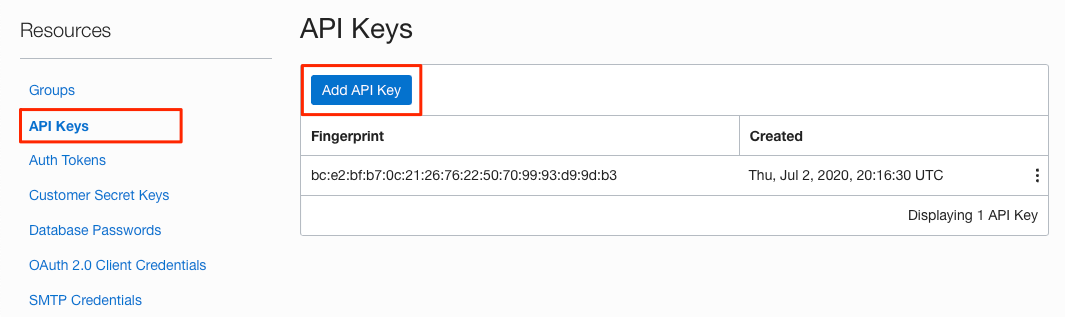 Resources
Groups
API Keys
Auth Tokens
Customer Secret Keys
Database Passwords
OAuth 2.0 Client Credentials
SMTP Credentials
API Keys
Add API Key
Fingerprint Created
bc:e2:bf:b7:0c:21:26:76:22:50:70:99:93:d9:9d:b3 Thu, Jul 2, 2020, 20:16:30 UTC
Displaying 1 API Key